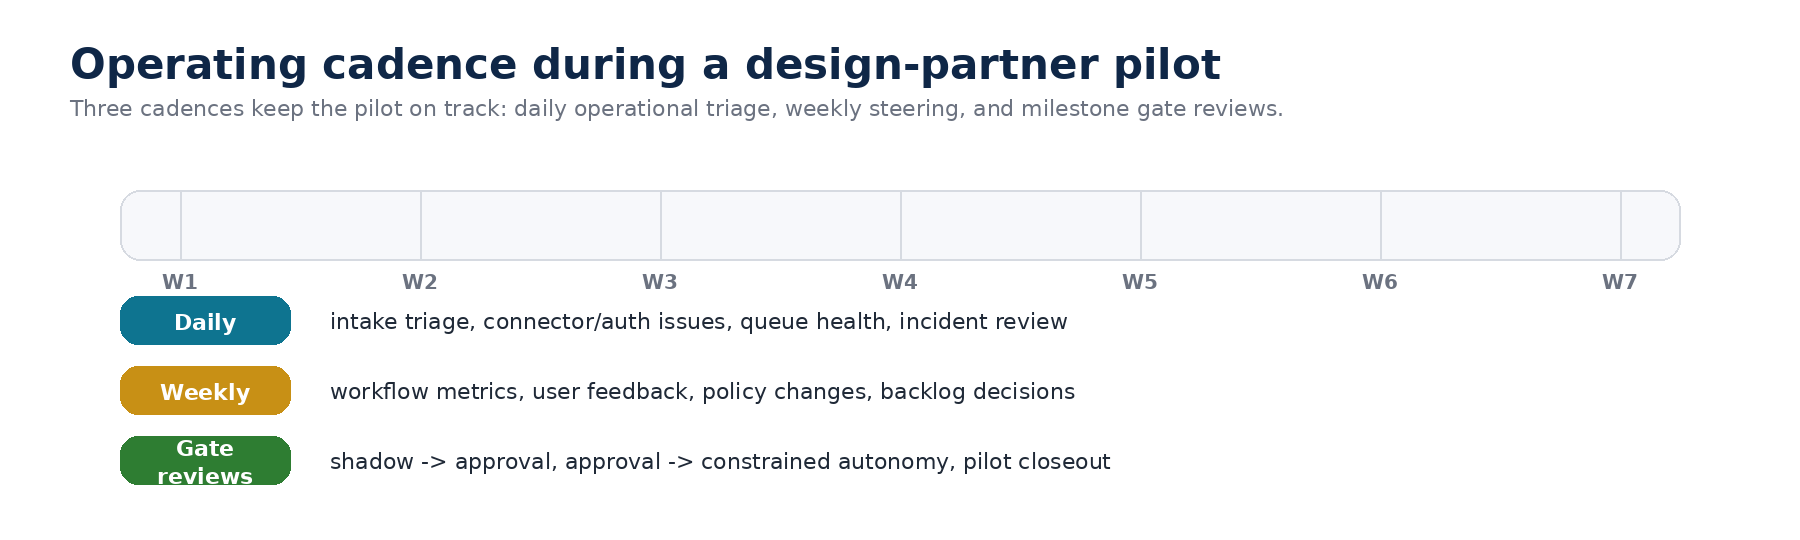 Operating cadence during a design-partner pilot
Three cadences keep the pilot on track: daily operational triage, weekly steering, and milestone gate reviews.
W1 W2 W3 W4 W5 W6 W7
Daily intake triage, connector/auth issues, queue health, incident review
Weekly workflow metrics, user feedback, policy changes, backlog decisions
Gate
reviews
shadow -> approval, approval -> constrained autonomy, pilot closeout